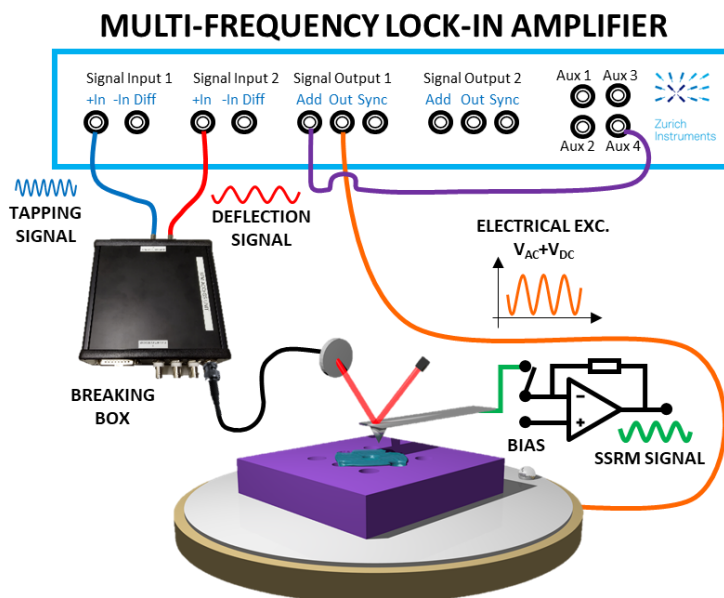 MULTI-FREQUENCY LOCK-IN AMPLIFIER
Signal Input 1
+In -In Diff
Signal Input 2
+In -In Diff
Signal Output 1
Add Out Sync
Signal Output 2
Add Out Sync
Aux 1 Aux 3
Aux 2 Aux 4
Zurich
Instruments
TAPPING
SIGNAL
DEFLECTION
SIGNAL
ELECTRICAL EXC.
VAC+VDC
BREAKING
BOX
-
+
BIAS
SSRM SIGNAL